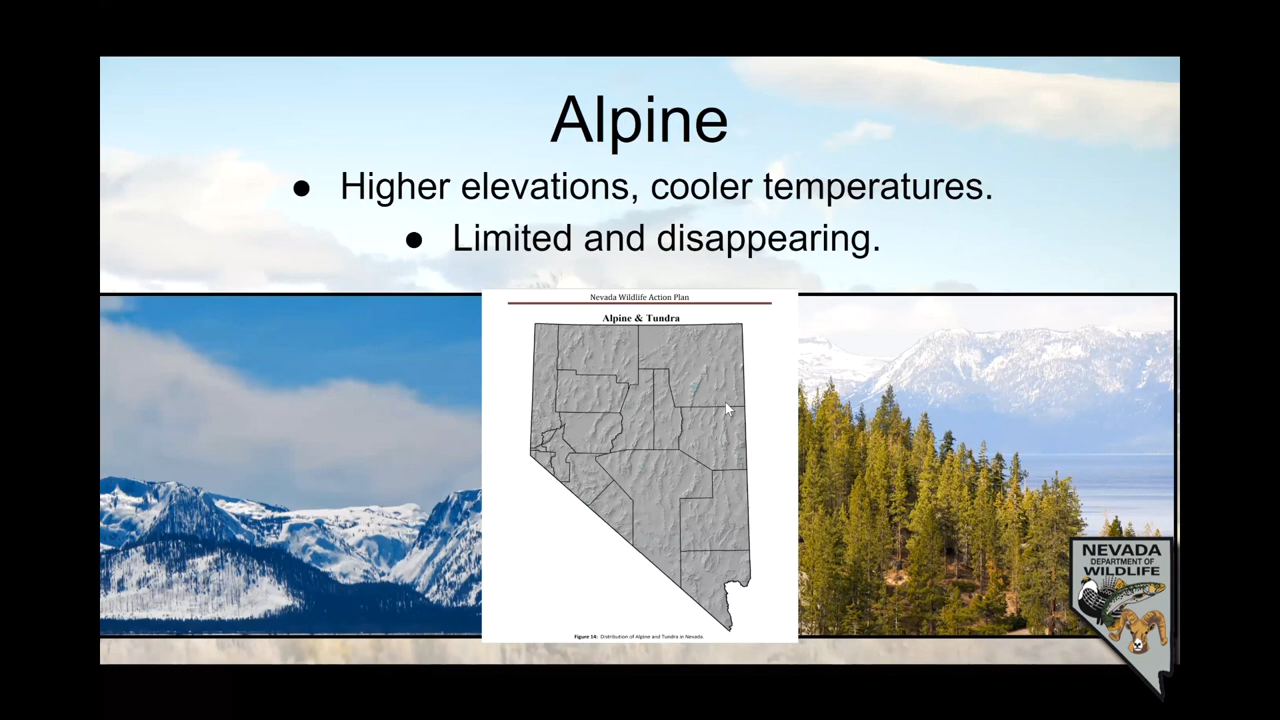 Alpine
● Higher elevations, cooler temperatures.
● Limited and disappearing.
Nevada Wildlife Action Plan
Alpine & Tundra
Figure 14: Distribution of Alpine and Tundra in Nevada.
NEVADA
DEPARTMENT OF
WILDLIFE